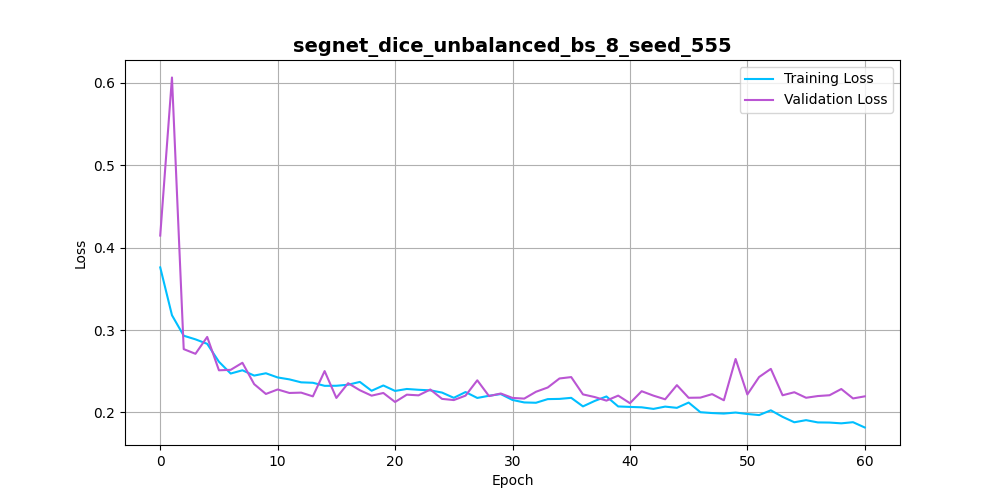 segnet_dice_unbalanced_bs_8_seed_555
Training Loss
Validation Loss
0.6
0.5
0.4
0.3
0.2
Loss
0 10 20 30 40 50 60
Epoch